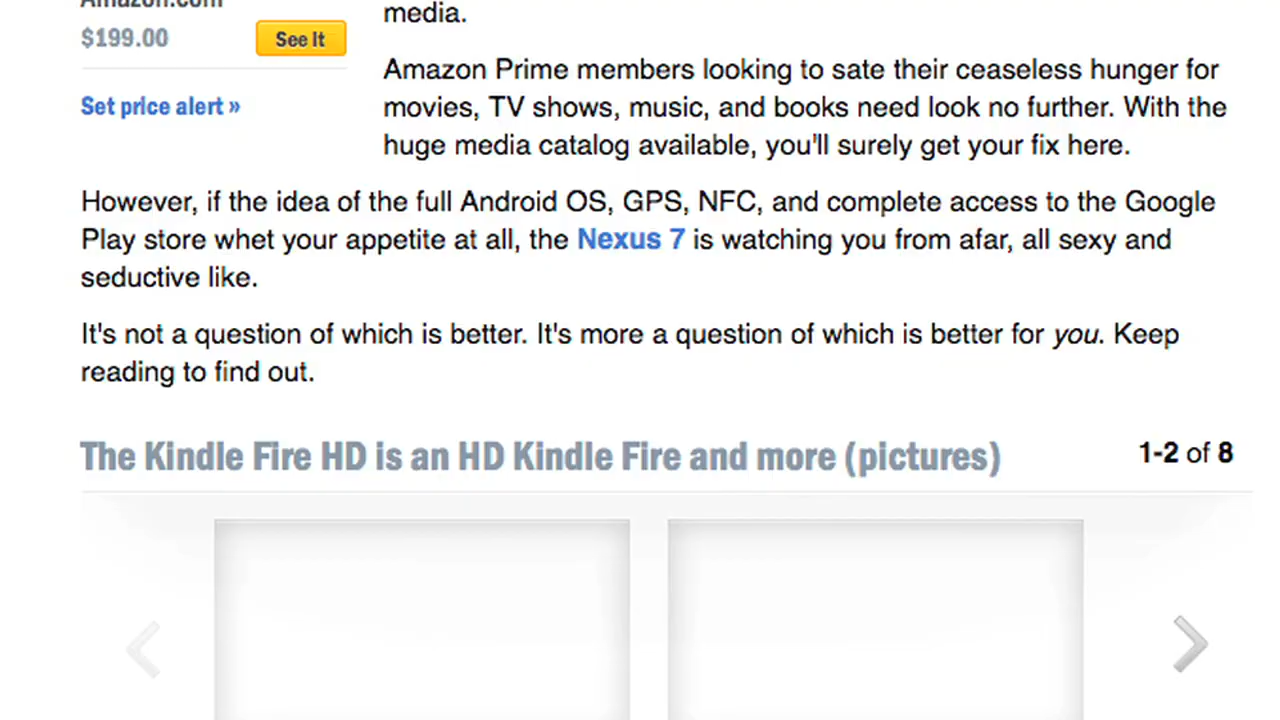 Amazon.com
$199.00
See It
Set price alert »
media.
Amazon Prime members looking to sate their ceaseless hunger for
movies, TV shows, music, and books need look no further. With the
huge media catalog available, you'll surely get your fix here.
However, if the idea of the full Android OS, GPS, NFC, and complete access to the Google
Play store whet your appetite at all, the Nexus 7 is watching you from afar, all sexy and
seductive like.
It's not a question of which is better. It's more a question of which is better for you. Keep
reading to find out.
The Kindle Fire HD is an HD Kindle Fire and more (pictures)
1-2 of 8